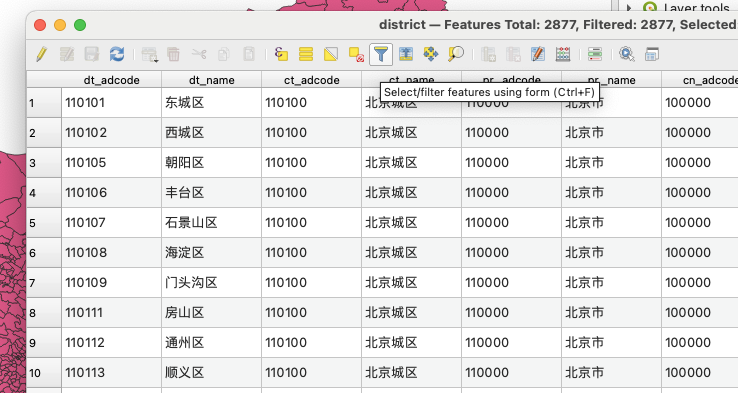 Layer tools
district — Features Total: 2877, Filtered: 2877, Selected
dt_adcode dt_name ct_adcode ct_name pr_adcode pr_name cn_adcode
Select/filter features using form (Ctrl+F)
1 110101 东城区 110100 北京城区 110000 北京市 100000
2 110102 西城区 110100 北京城区 110000 北京市 100000
3 110105 朝阳区 110100 北京城区 110000 北京市 100000
4 110106 丰台区 110100 北京城区 110000 北京市 100000
5 110107 石景山区 110100 北京城区 110000 北京市 100000
6 110108 海淀区 110100 北京城区 110000 北京市 100000
7 110109 门头沟区 110100 北京城区 110000 北京市 100000
8 110111 房山区 110100 北京城区 110000 北京市 100000
9 110112 通州区 110100 北京城区 110000 北京市 100000
10 110113 顺义区 110100 北京城区 110000 北京市 100000